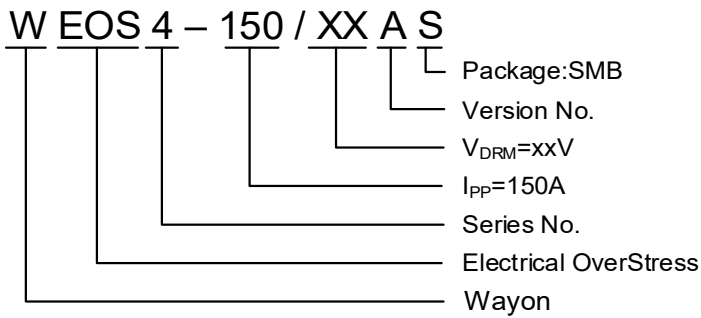 W EOS 4 – 150 / XX A S
Package:SMB
Version No.
VDRM=xxV
IPP=150A
Series No.
Electrical OverStress
Wayon